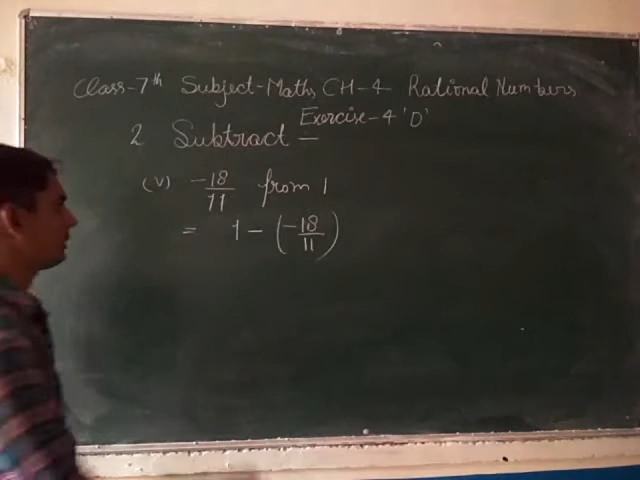 Class-7th Subject-Maths CH-4 Rational Numbers
Exercise-4 'D'
2 Subtract -
(V) -18/11 from 1
= 1 - (-18/11)